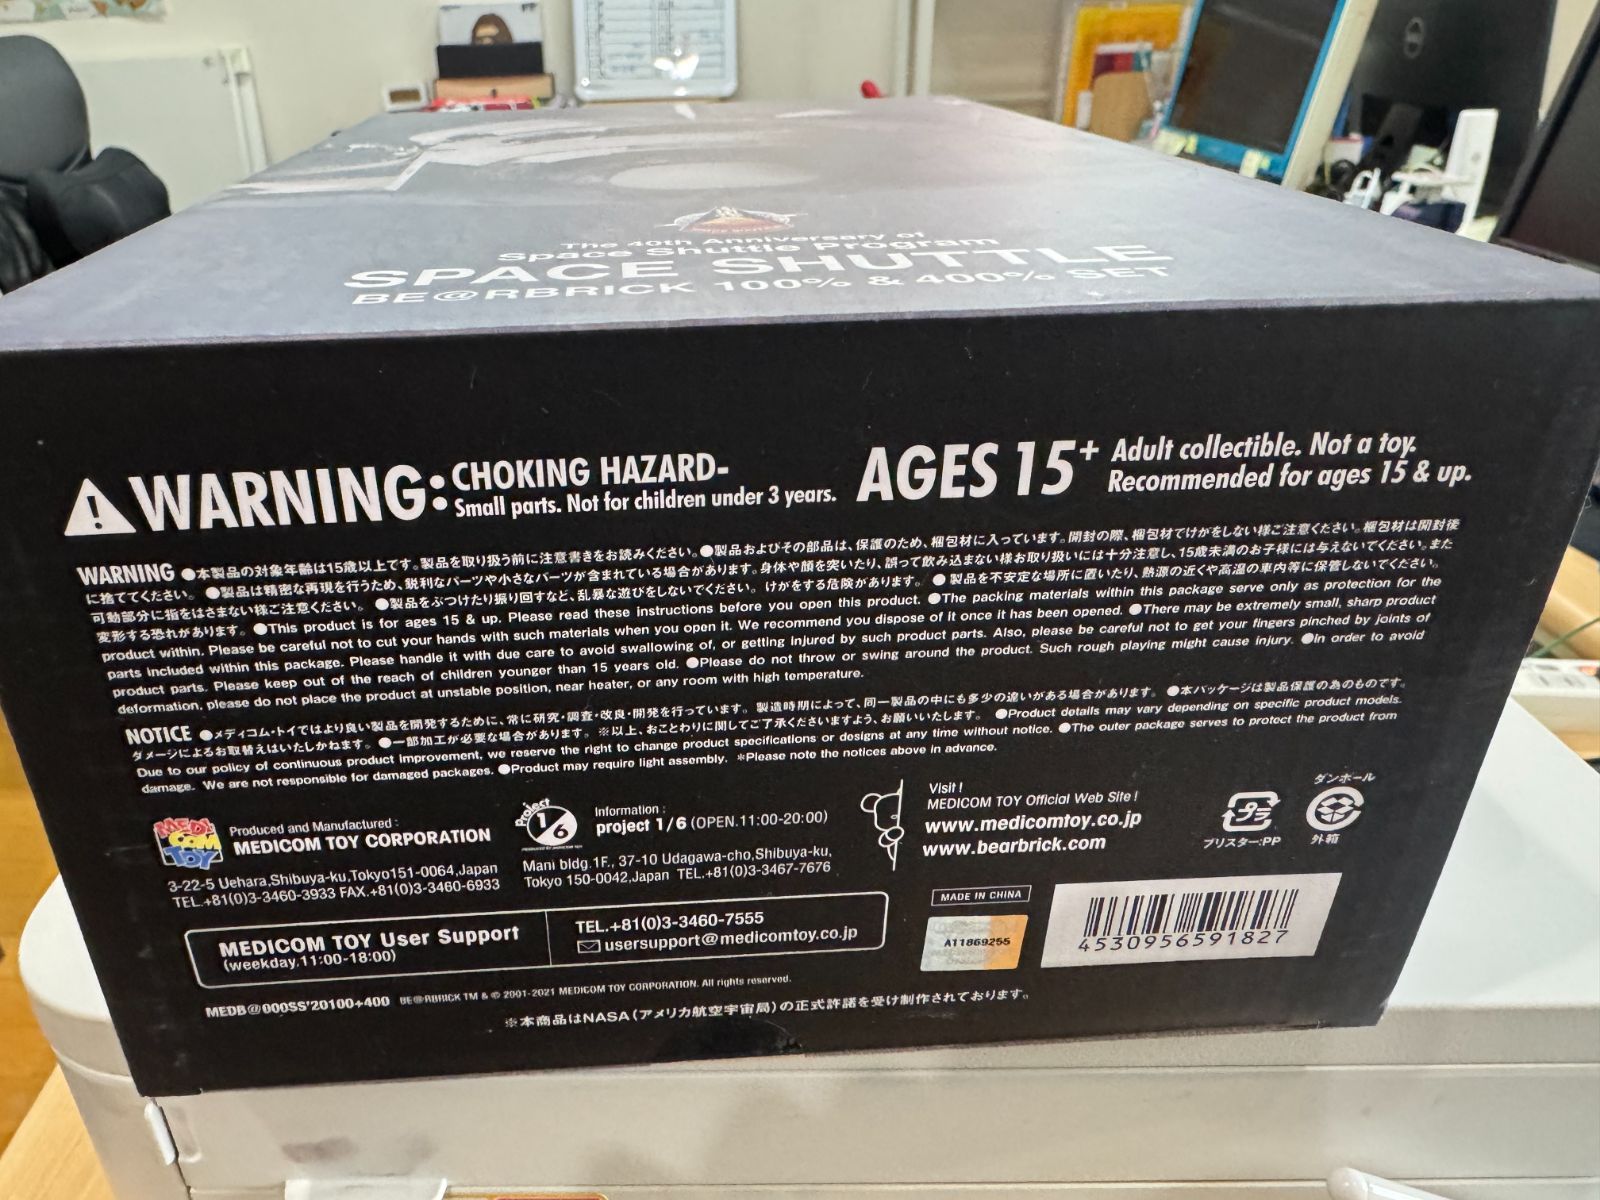 The 40th Anniversary of
Space Shuttle Program
SPACE SHUTTLE
BE@RBRICK 100% & 400% SET
WARNING: CHOKING HAZARD-
Small parts. Not for children under 3 years.
AGES 15+ Adult collectible. Not a toy.
Recommended for ages 15 & up.
WARNING ●本製品の対象年齢は15歳以上です。製品を取り扱う前に注意書きをお読みください。●製品およびその部品は、保護のため、梱包材に入っています。開封の際、梱包材でけがをしない様ご注意ください。梱包材は開封後
に捨ててください。 ●製品は精密な再現を行うため、鋭利なパーツや小さなパーツが含まれている場合があります。身体や顔を突いたり、誤って飲み込まない様お取り扱いには十分注意し、15歳未満のお子様には与えないでください。また
可動部分に指をはさまない様ご注意ください。 ●製品をぶつけたり振り回すなど、乱暴な遊びをしないでください。けがをする危険があります。 ●製品を不安定な場所に置いたり、熱源の近くや高温の車内等に保管しないでください。
変形する恐れがあります。●This product is for ages 15 & up. Please read these instructions before you open this product. ●The packing materials within this package serve only as protection for the
product within. Please be careful not to cut your hands with such materials when you open it. We recommend you dispose of it once it has been opened. ●There may be extremely small, sharp product
parts included within this package. Please handle it with due care to avoid swallowing of, or getting injured by such product parts. Also, please be careful not to get your fingers pinched by joints of
product parts. Please keep out of the reach of children younger than 15 years old. ●Please do not throw or swing around the product. Such rough playing might cause injury. ●In order to avoid
deformation, please do not place the product at unstable position, near heater, or any room with high temperature.
NOTICE ●メディコム・トイではより良い製品を開発するために、常に研究・調査・改良・開発を行っています。製造時期によって、同一製品の中にも多少の違いがある場合があります。 ●本パッケージは製品保護の為のものです。
ダメージによるお取替えはいたしかねます。●一部加工が必要な場合があります。※以上、おことわりに関してご了承くださいますよう、お願いいたします。 ●Product details may vary depending on specific product models.
Due to our policy of continuous product improvement, we reserve the right to change product specifications or designs at any time without notice. ●The outer package serves to protect the product from
damage. We are not responsible for damaged packages. ●Product may require light assembly. *Please note the notices above in advance.
MEDI COM TOY
Produced and Manufactured :
MEDICOM TOY CORPORATION
3-22-5 Uehara,Shibuya-ku,Tokyo151-0064,Japan
TEL.+81(0)3-3460-3933 FAX.+81(0)3-3460-6933
Project 1/6
Information :
project 1/6 (OPEN.11:00-20:00)
Mani bldg.1F., 37-10 Udagawa-cho,Shibuya-ku,
Tokyo 150-0042,Japan TEL.+81(0)3-3467-7676
Visit !
MEDICOM TOY Official Web Site !
www.medicomtoy.co.jp
www.bearbrick.com
プラ
ブリスター:PP
ダンボール
外箱
MEDICOM TOY User Support
(weekday.11:00-18:00)
TEL.+81(0)3-3460-7555
usersupport@medicomtoy.co.jp
MADE IN CHINA
A11869255
4530956591827
MEDB@000SS'20100+400 BE@RBRICK TM & © 2001-2021 MEDICOM TOY CORPORATION. All rights reserved.
※本商品はNASA(アメリカ航空宇宙局)の正式許諾を受け制作されております。